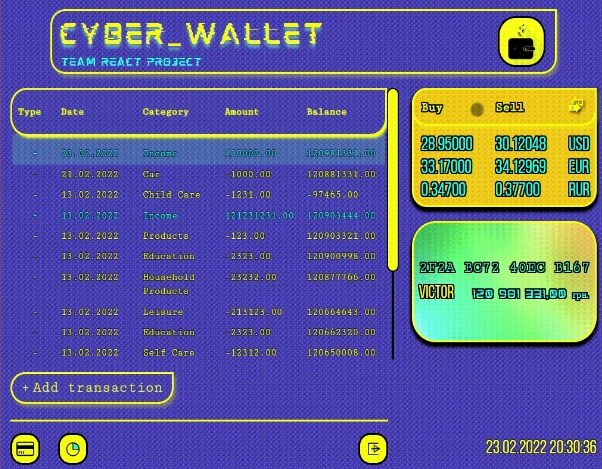 CYBER_WALLET
TEAM REACT PROJECT
Type Date Category Amount Balance
- 23.02.2022 Income 100000.00 120981331.00
- 21.02.2022 Car -1000.00 120881331.00
- 13.02.2022 Child Care -1231.00 -97465.00
- 13.02.2022 Income 121231231.00 120903444.00
- 13.02.2022 Products -123.00 120903321.00
- 13.02.2022 Education -2323.00 120900998.00
- 13.02.2022 Household Products -23232.00 120877766.00
- 13.02.2022 Leisure -213123.00 120664643.00
- 13.02.2022 Education -2323.00 120662320.00
- 13.02.2022 Self Care -12312.00 120650008.00
+ Add transaction
Buy Sell
28.95000 30.12048 USD
33.17000 34.12969 EUR
0.34700 0.37700 RUR
2F2A BC72 40EC B167
VICTOR 120 981 331.00 грн.
23.02.2022 20:30:36